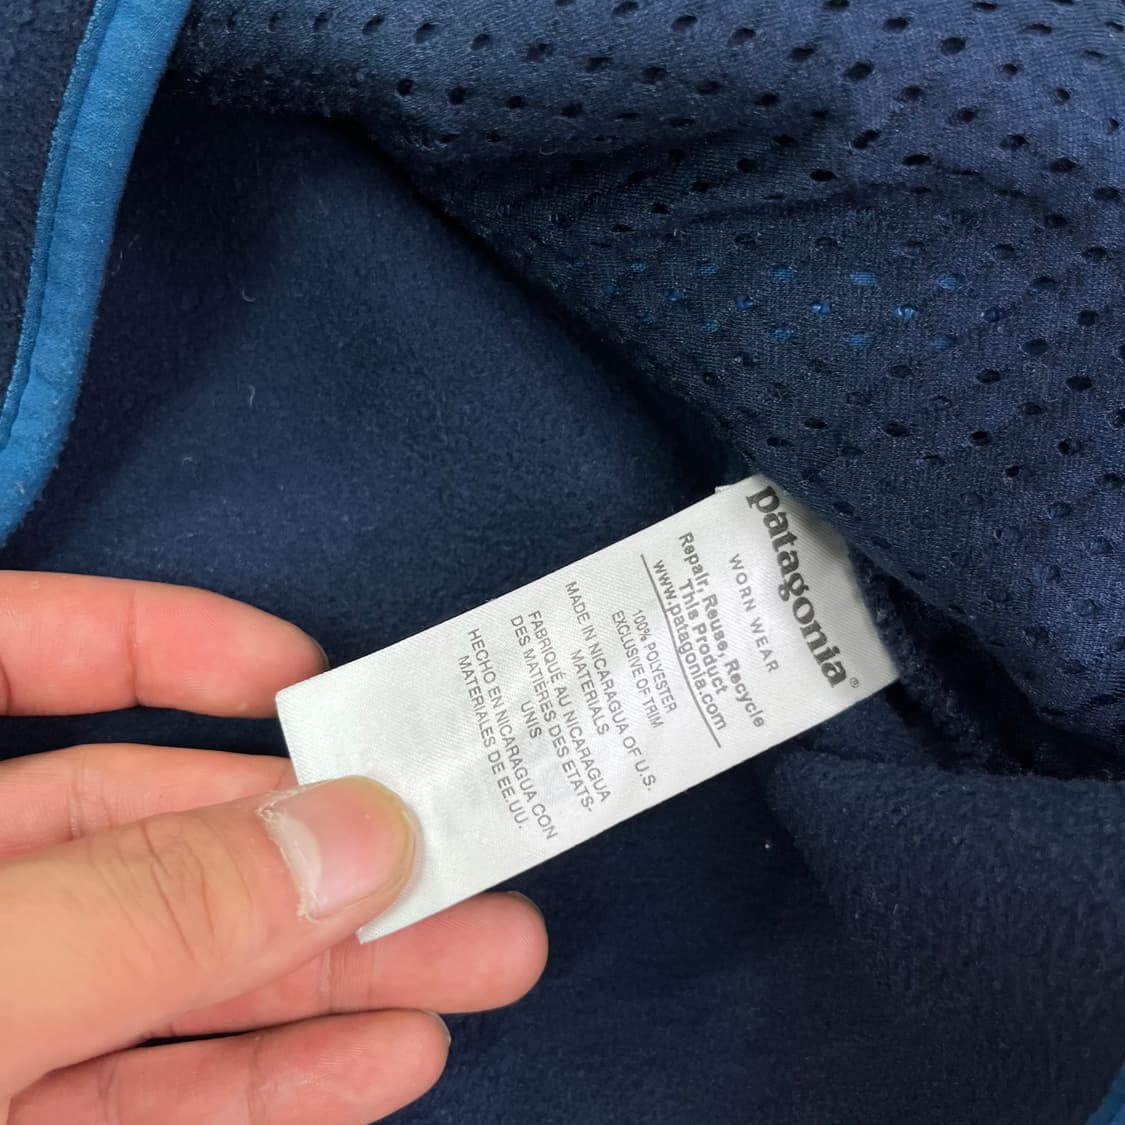 patagonia®
WORN WEAR
Repair, Reuse, Recycle
This Product
www.patagonia.com
100% POLYESTER
EXCLUSIVE OF TRIM
MADE IN NICARAGUA OF U.S.
MATERIALS
FABRIQUÉ AU NICARAGUA
DES MATIÈRES DES ETATS-
UNIS
HECHO EN NICARAGUA CON
MATERIALES DE EE.UU.